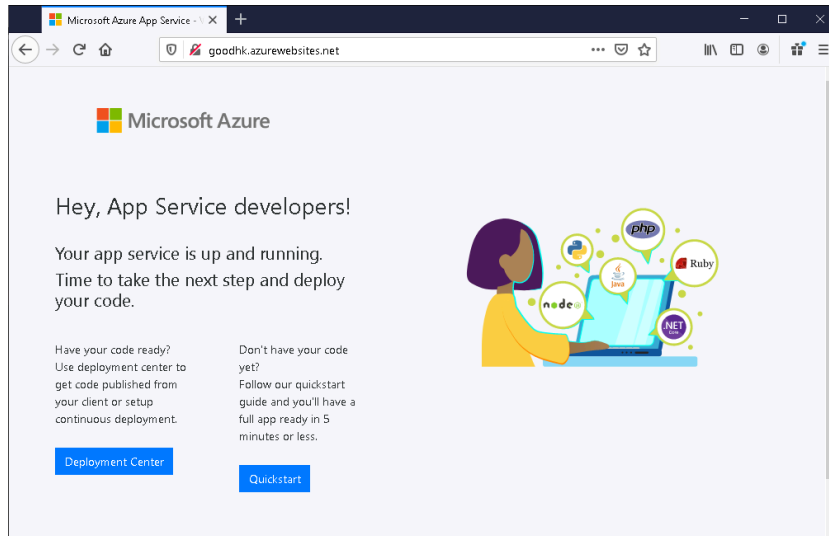 Microsoft Azure App Service -
goodhk.azurewebsites.net
Microsoft Azure
Hey, App Service developers!
Your app service is up and running.
Time to take the next step and deploy
your code.
Have your code ready?
Use deployment center to
get code published from
your client or setup
continuous deployment.
Deployment Center
Don't have your code
yet?
Follow our quickstart
guide and you'll have a
full app ready in 5
minutes or less.
Quickstart
php
Ruby
Java
node
.NET
Core